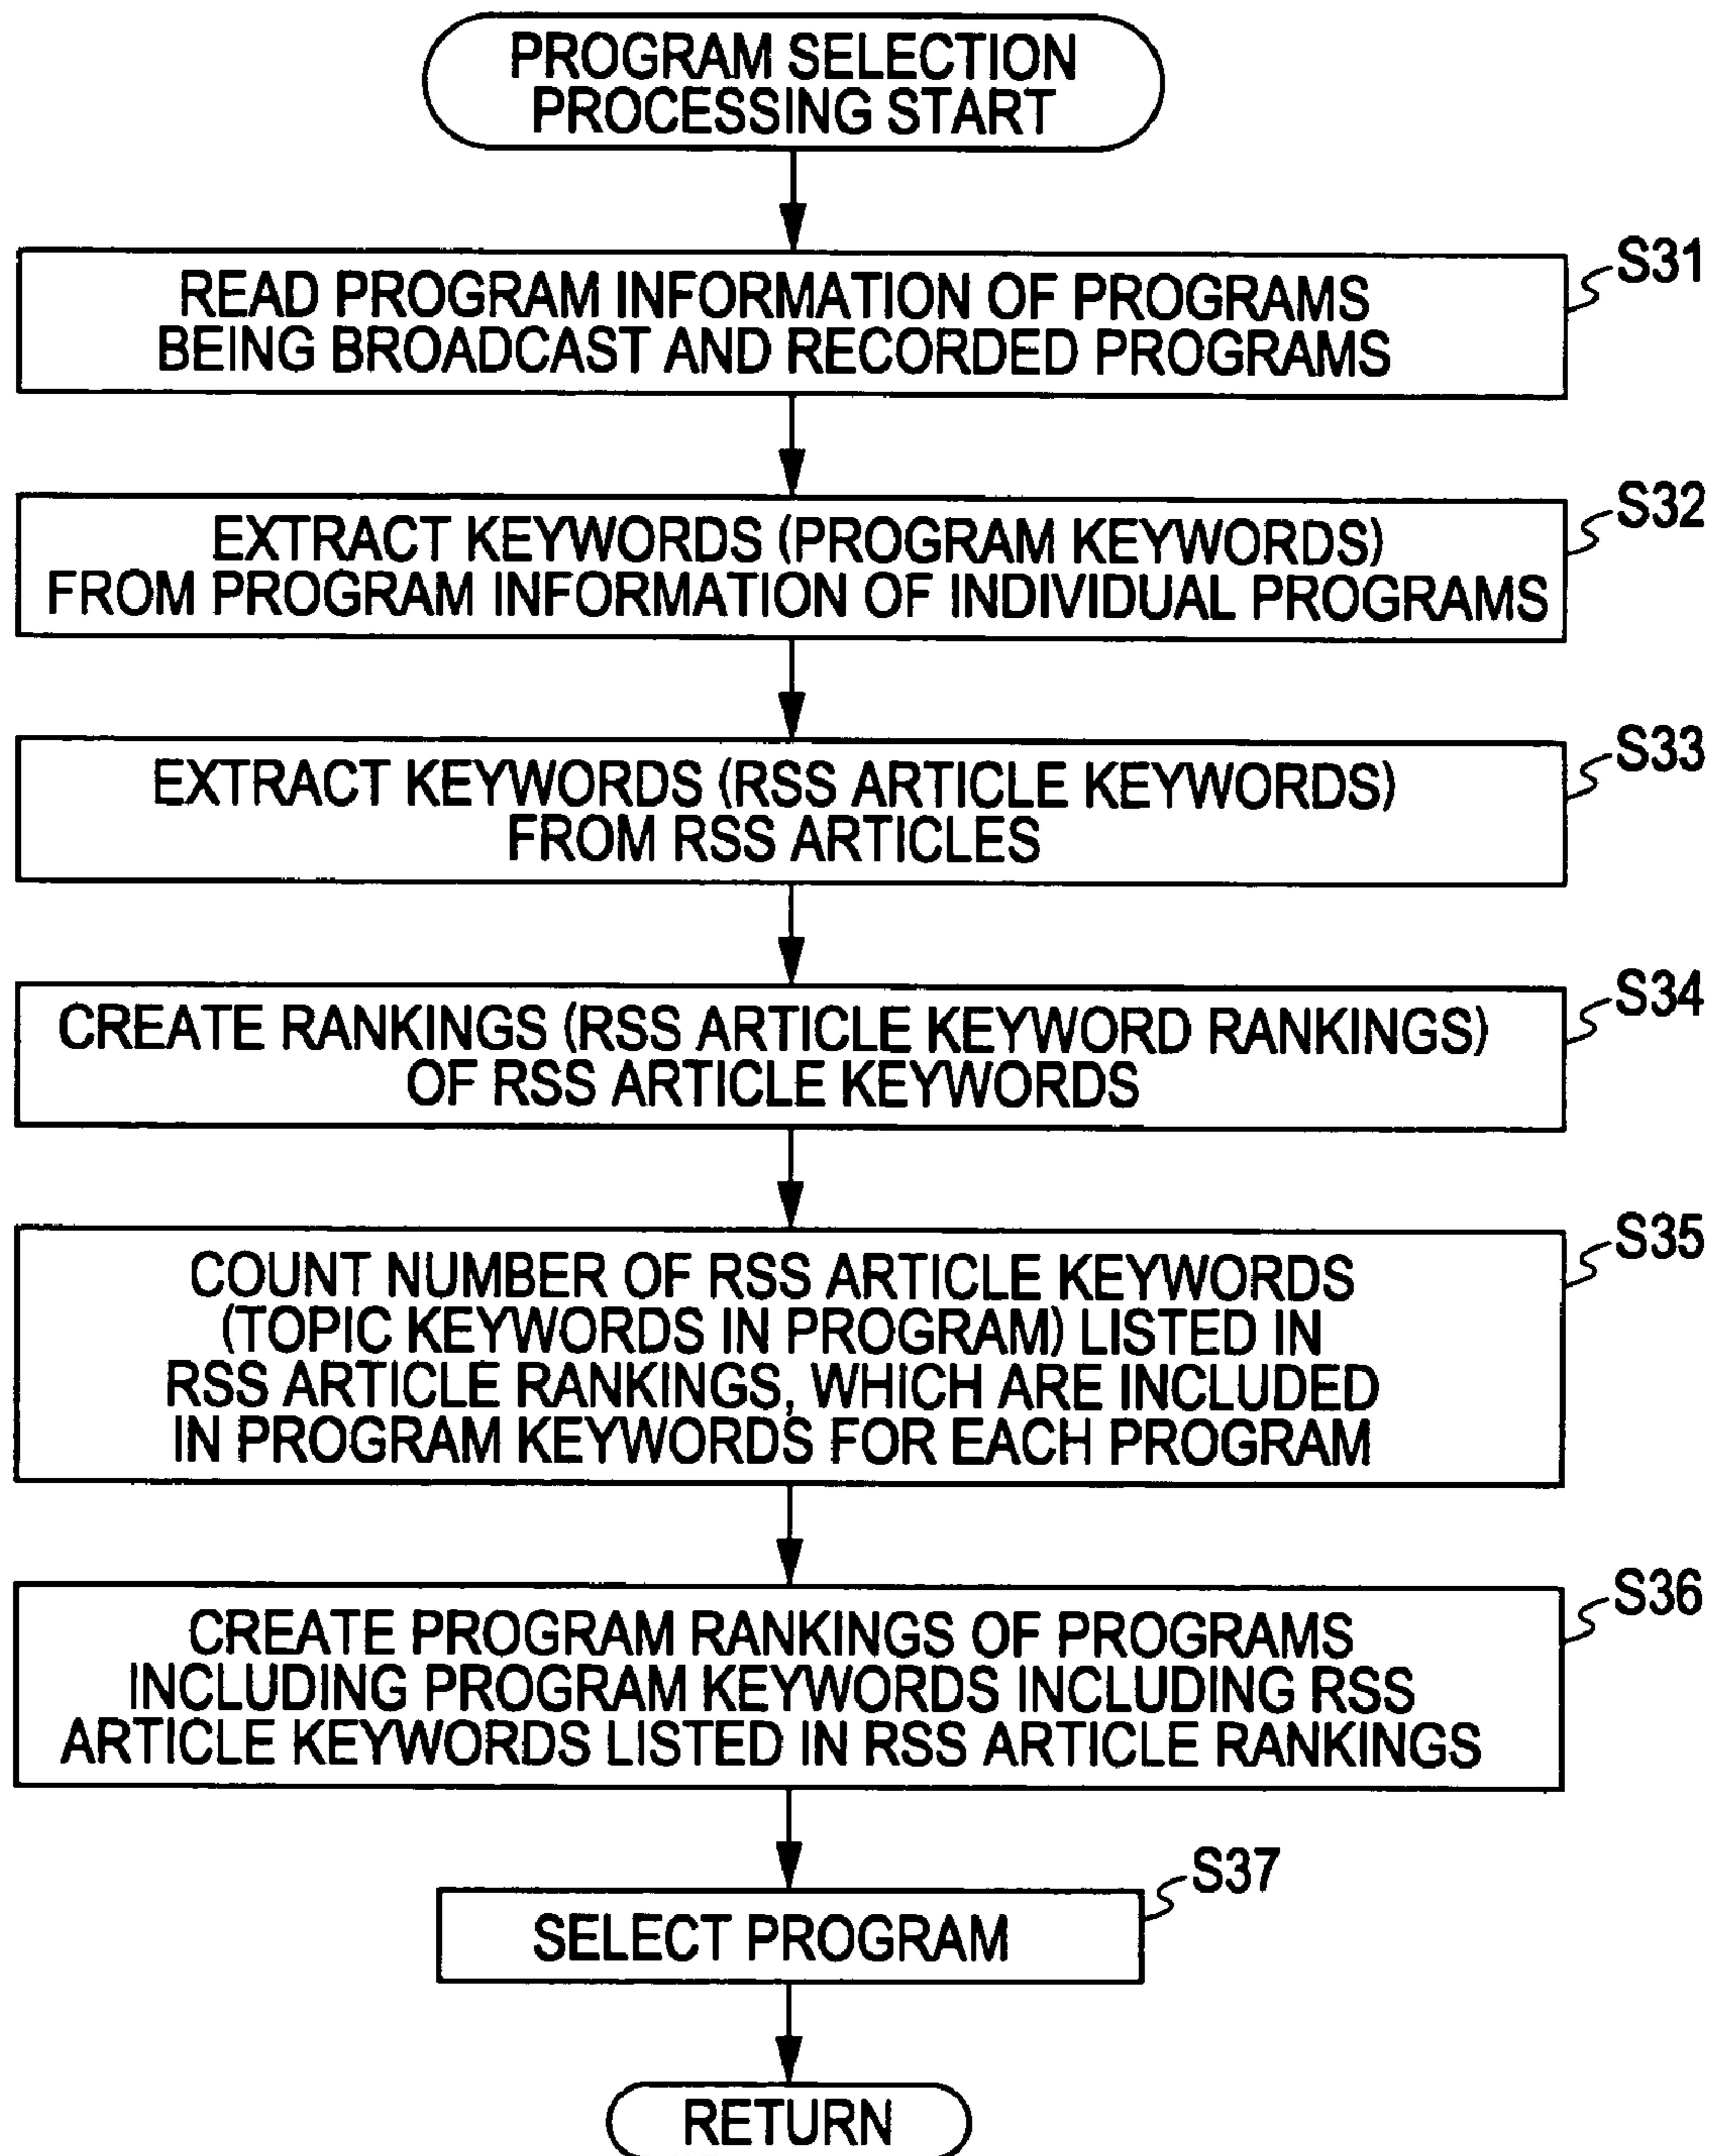 PROGRAM SELECTION
PROCESSING START
S31
READ PROGRAM INFORMATION OF PROGRAMS
BEING BROADCAST AND RECORDED PROGRAMS
S32
EXTRACT KEYWORDS (PROGRAM KEYWORDS)
FROM PROGRAM INFORMATION OF INDIVIDUAL PROGRAMS
S33
EXTRACT KEYWORDS (RSS ARTICLE KEYWORDS)
FROM RSS ARTICLES
S34
CREATE RANKINGS (RSS ARTICLE KEYWORD RANKINGS)
OF RSS ARTICLE KEYWORDS
S35
COUNT NUMBER OF RSS ARTICLE KEYWORDS
(TOPIC KEYWORDS IN PROGRAM) LISTED IN
RSS ARTICLE RANKINGS, WHICH ARE INCLUDED
IN PROGRAM KEYWORDS FOR EACH PROGRAM
S36
CREATE PROGRAM RANKINGS OF PROGRAMS
INCLUDING PROGRAM KEYWORDS INCLUDING RSS
ARTICLE KEYWORDS LISTED IN RSS ARTICLE RANKINGS
S37
SELECT PROGRAM
RETURN